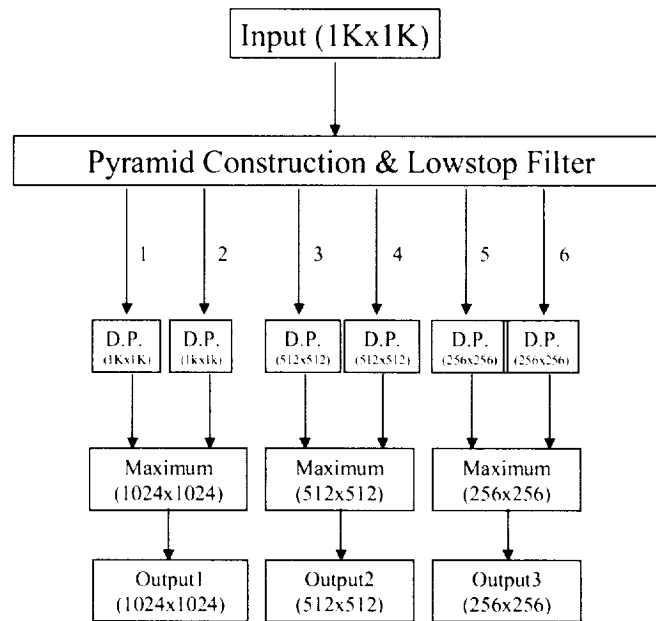 Input (1Kx1K)
Pyramid Construction & Lowstop Filter
1 2 3 4 5 6
D.P. D.P. D.P. D.P. D.P. D.P.
(1Kx1K) (1kx1k) (512x512) (512x512) (256x256) (256x256)
Maximum Maximum Maximum
(1024x1024) (512x512) (256x256)
Output1 Output2 Output3
(1024x1024) (512x512) (256x256)